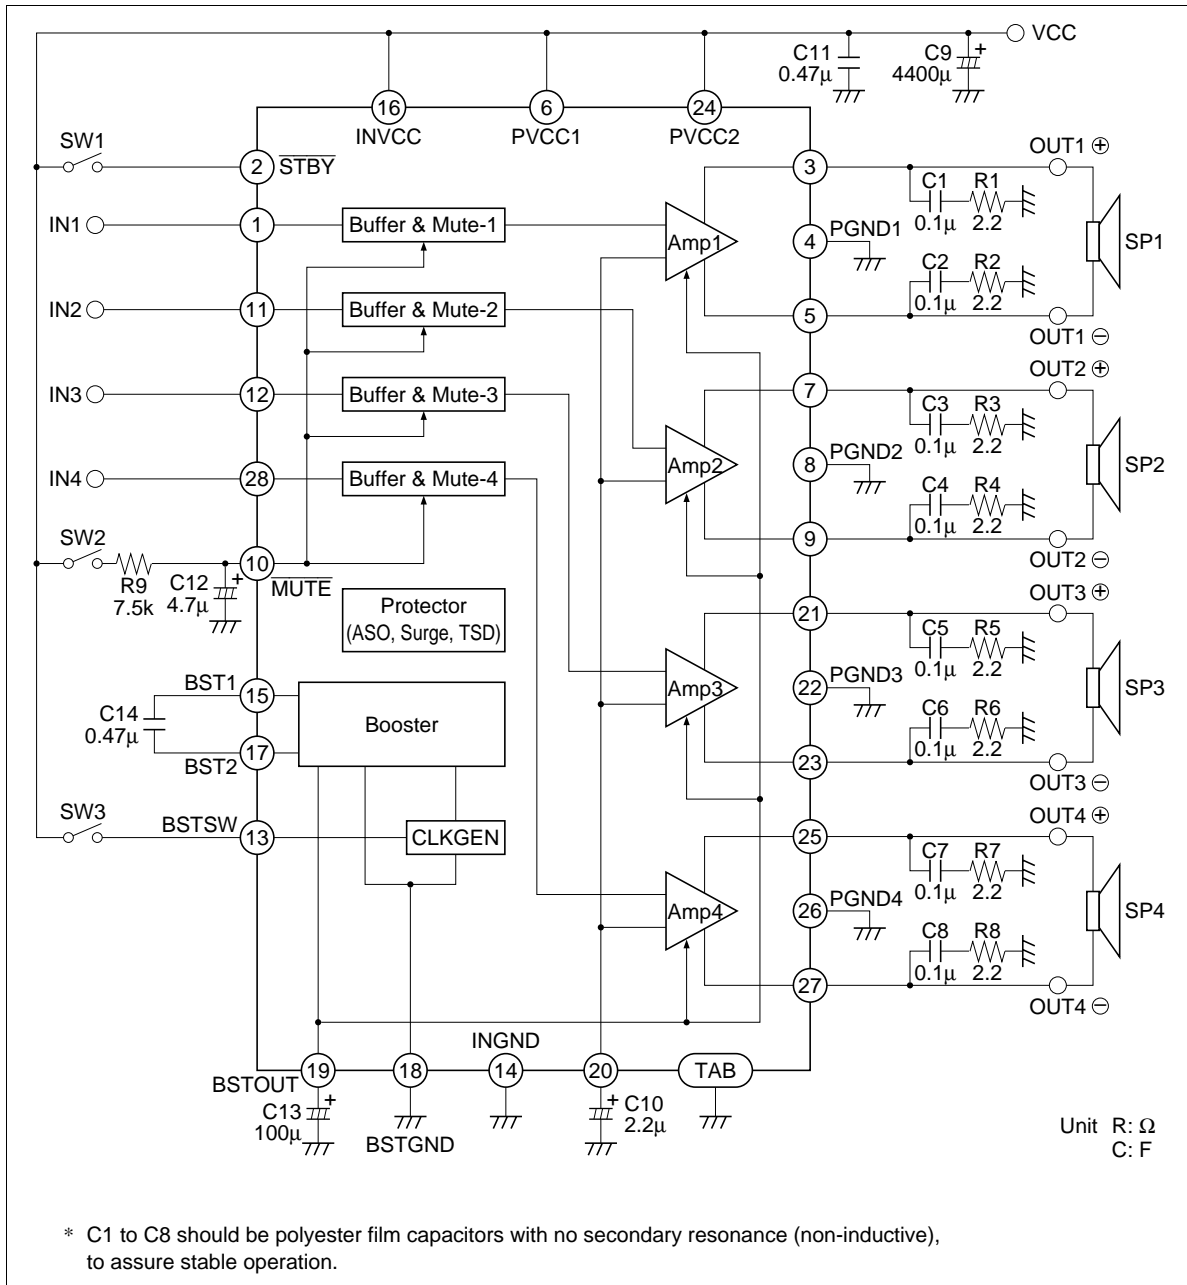 VCC
C11
0.47μ
C9
4400μ
+
16
INVCC
6
PVCC1
24
PVCC2
SW1
2
STBY
IN1
1
Buffer & Mute-1
IN2
11
Buffer & Mute-2
IN3
12
Buffer & Mute-3
IN4
28
Buffer & Mute-4
SW2
R9
7.5k
C12
4.7μ
+
10
MUTE
Protector
(ASO, Surge, TSD)
BST1
15
C14
0.47μ
17
BST2
Booster
SW3
BSTSW
13
CLKGEN
Amp1
3
4
PGND1
5
C1
0.1μ
R1
2.2
C2
0.1μ
R2
2.2
OUT1 ⊕
SP1
OUT1 ⊖
Amp2
7
8
PGND2
9
C3
0.1μ
R3
2.2
C4
0.1μ
R4
2.2
OUT2 ⊕
SP2
OUT2 ⊖
Amp3
21
22
PGND3
23
C5
0.1μ
R5
2.2
C6
0.1μ
R6
2.2
OUT3 ⊕
SP3
OUT3 ⊖
Amp4
25
26
PGND4
27
C7
0.1μ
R7
2.2
C8
0.1μ
R8
2.2
OUT4 ⊕
SP4
OUT4 ⊖
19
BSTOUT
C13
100μ
+
18
BSTGND
INGND
14
20
+
C10
2.2μ
TAB
Unit R: Ω
C: F
* C1 to C8 should be polyester film capacitors with no secondary resonance (non-inductive),
to assure stable operation.